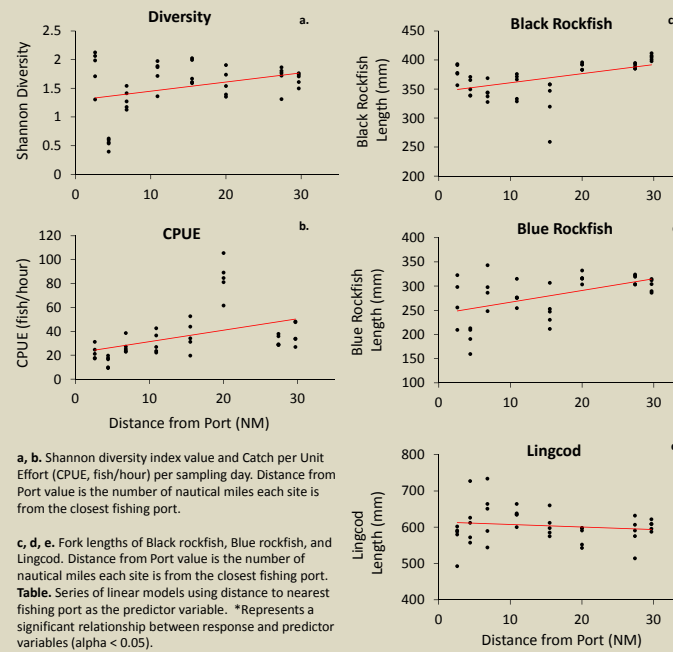 Diversity
a.
Shannon Diversity
2.5
2
1.5
1
0.5
0
0
10
20
30
CPUE
b.
CPUE (fish/hour)
120
100
80
60
40
20
0
0
10
20
30
Distance from Port (NM)
a, b. Shannon diversity index value and Catch per Unit
Effort (CPUE, fish/hour) per sampling day. Distance from
Port value is the number of nautical miles each site is
from the closest fishing port.
c, d, e. Fork lengths of Black rockfish, Blue rockfish, and
Lingcod. Distance from Port value is the number of
nautical miles each site is from the closest fishing port.
Table. Series of linear models using distance to nearest
fishing port as the predictor variable. *Represents a
significant relationship between response and predictor
variables (alpha < 0.05).
Black Rockfish
c
Black Rockfish
Length (mm)
450
400
350
300
250
200
0
10
20
30
Blue Rockfish
Blue Rockfish
Length (mm)
400
350
300
250
200
150
100
0
10
20
30
Lingcod
Lingcod
Length (mm)
800
700
600
500
400
0
10
20
30
Distance from Port (NM)